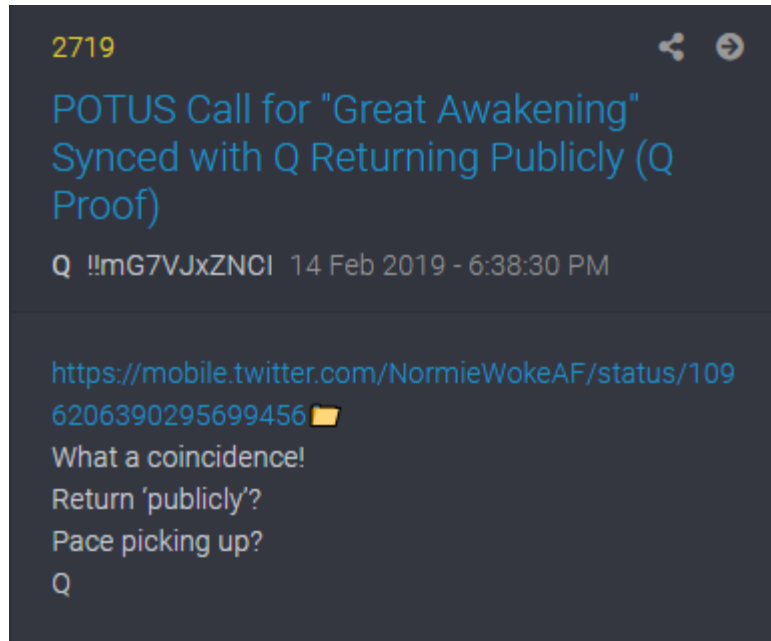 2719
POTUS Call for "Great Awakening"
Synced with Q Returning Publicly (Q
Proof)
Q !!mG7VJxZNCI 14 Feb 2019 - 6:38:30 PM
https://mobile.twitter.com/NormieWokeAF/status/109
6206390295699456
What a coincidence!
Return ‘publicly’?
Pace picking up?
Q